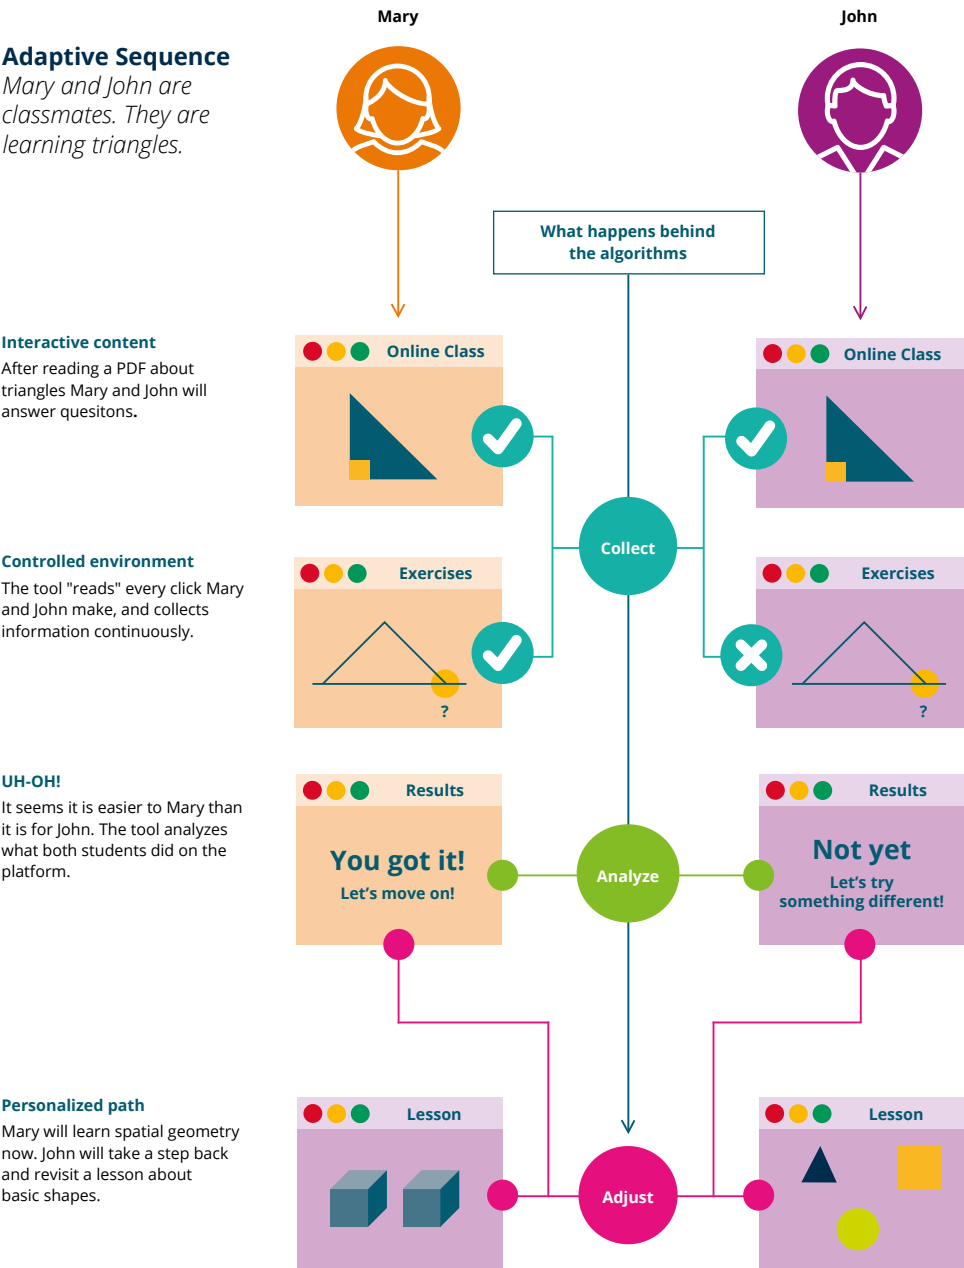 Mary
John
Adaptive Sequence
Mary and John are
classmates. They are
learning triangles.
What happens behind
the algorithms
Interactive content
After reading a PDF about
triangles Mary and John will
answer quesitons.
Online Class
Online Class
Collect
Controlled environment
The tool "reads" every click Mary
and John make, and collects
information continuously.
Exercises
?
Exercises
?
UH-OH!
It seems it is easier to Mary than
it is for John. The tool analyzes
what both students did on the
platform.
Results
You got it!
Let's move on!
Analyze
Results
Not yet
Let's try
something different!
Personalized path
Mary will learn spatial geometry
now. John will take a step back
and revisit a lesson about
basic shapes.
Lesson
Adjust
Lesson